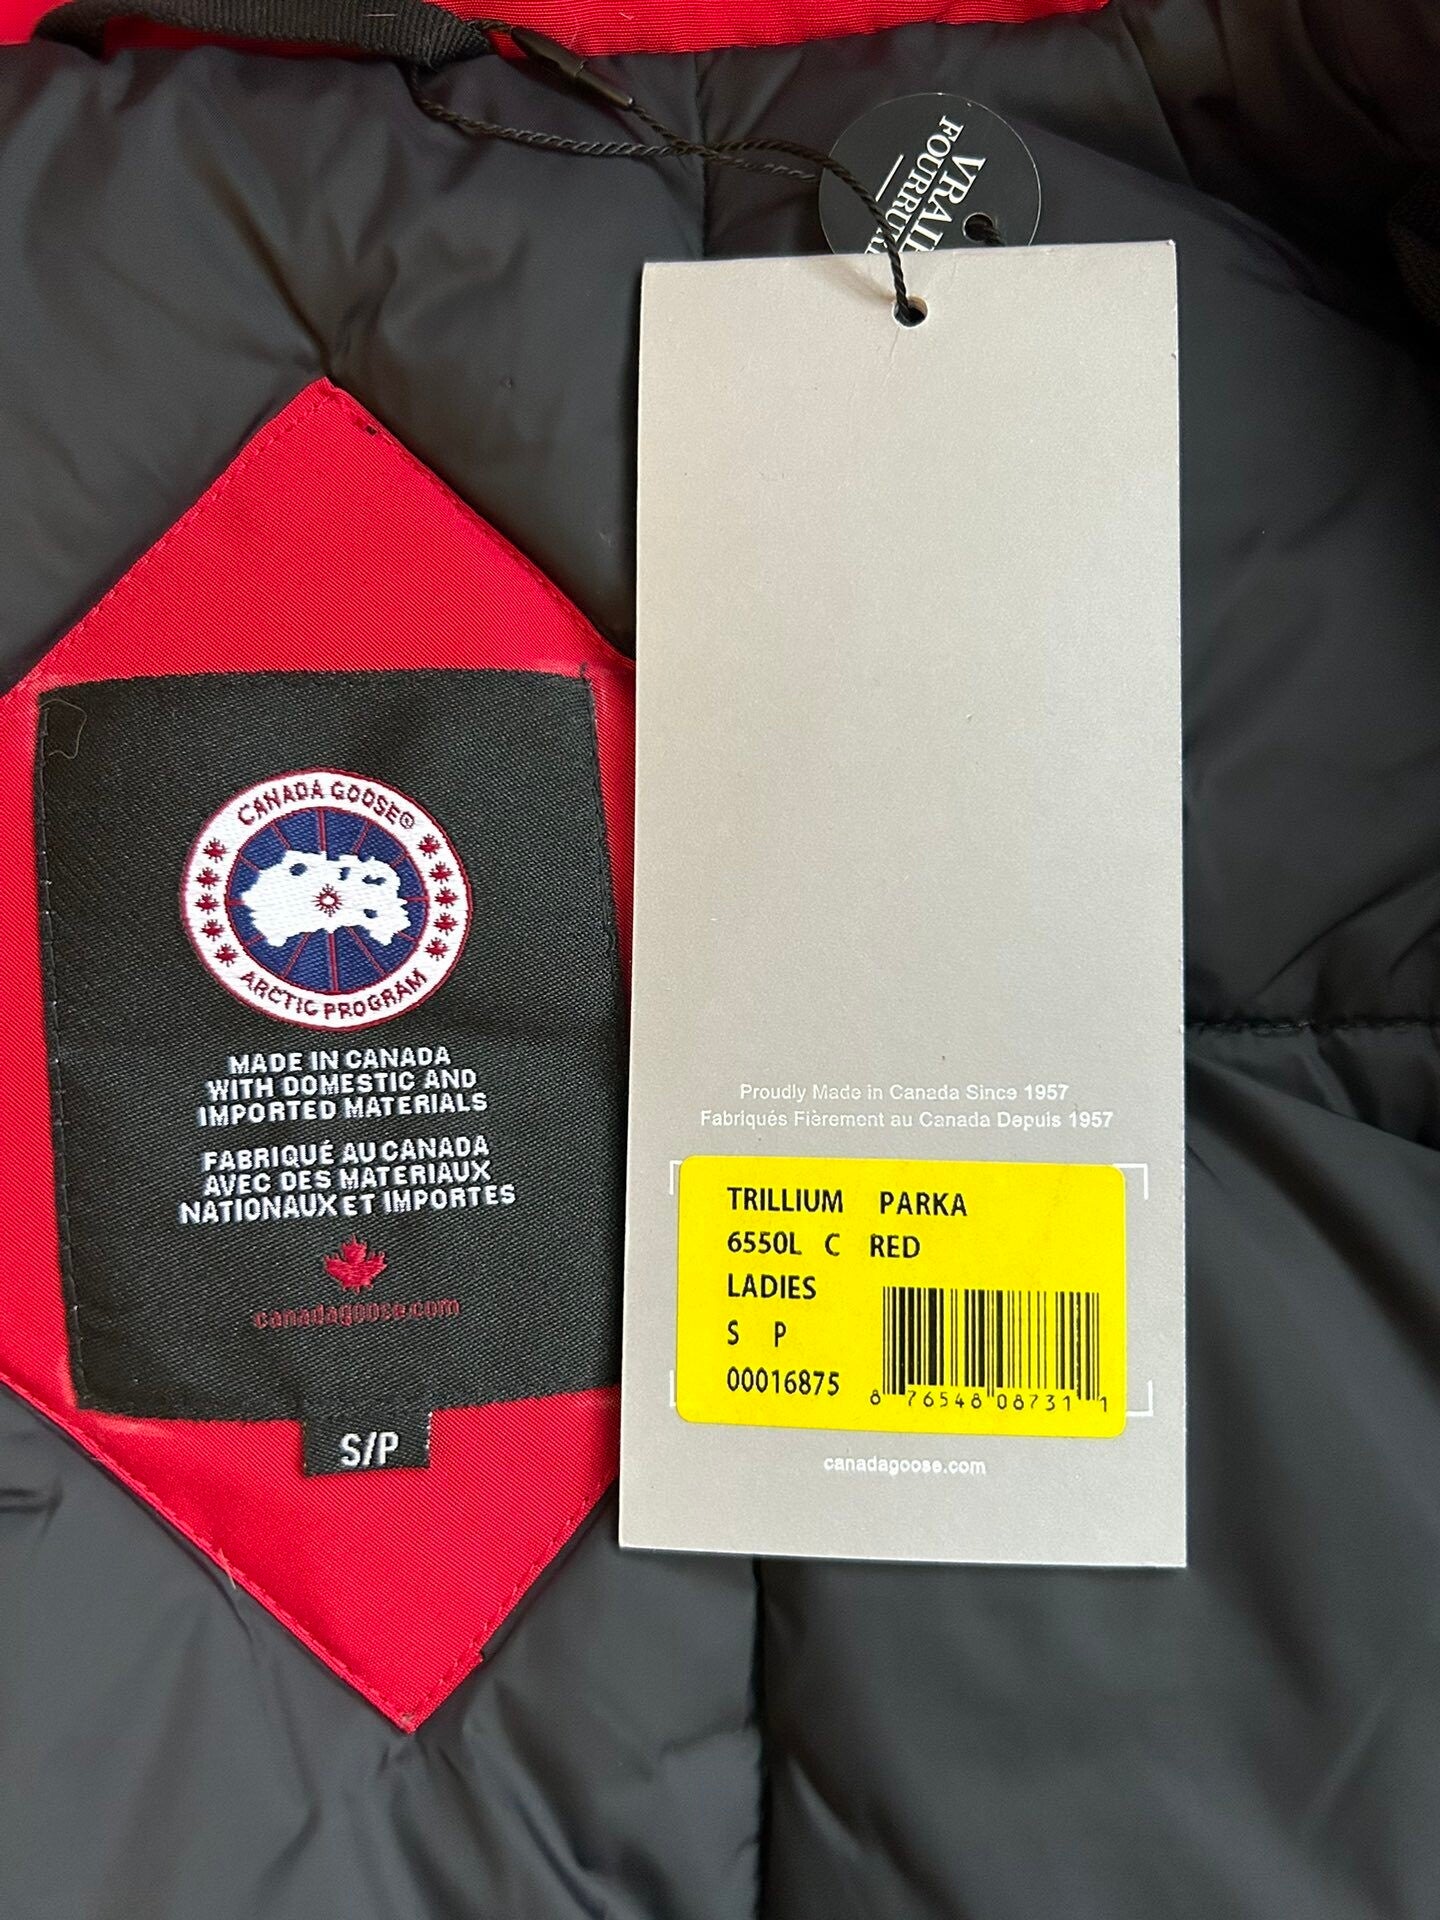 VRAIE
FOURRURE
CANADA GOOSE®
ARCTIC PROGRAM
MADE IN CANADA
WITH DOMESTIC AND
IMPORTED MATERIALS
FABRIQUÉ AU CANADA
AVEC DES MATERIAUX
NATIONAUX ET IMPORTES
canadagoose.com
S/P
Proudly Made in Canada Since 1957
Fabriqués Fièrement au Canada Depuis 1957
TRILLIUM PARKA
6550L C RED
LADIES
S P
00016875
8 76548 08731 1
canadagoose.com